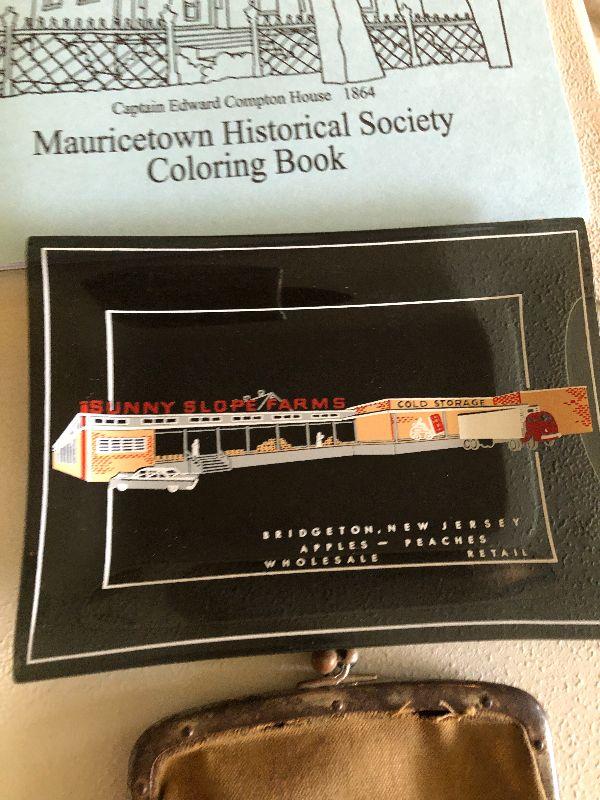 Captain Edward Compton House 1864
Mauricetown Historical Society
Coloring Book
SUNNY SLOPE FARMS
COLD STORAGE
BRIDGETON, NEW JERSEY
APPLES — PEACHES
WHOLESALE RETAIL